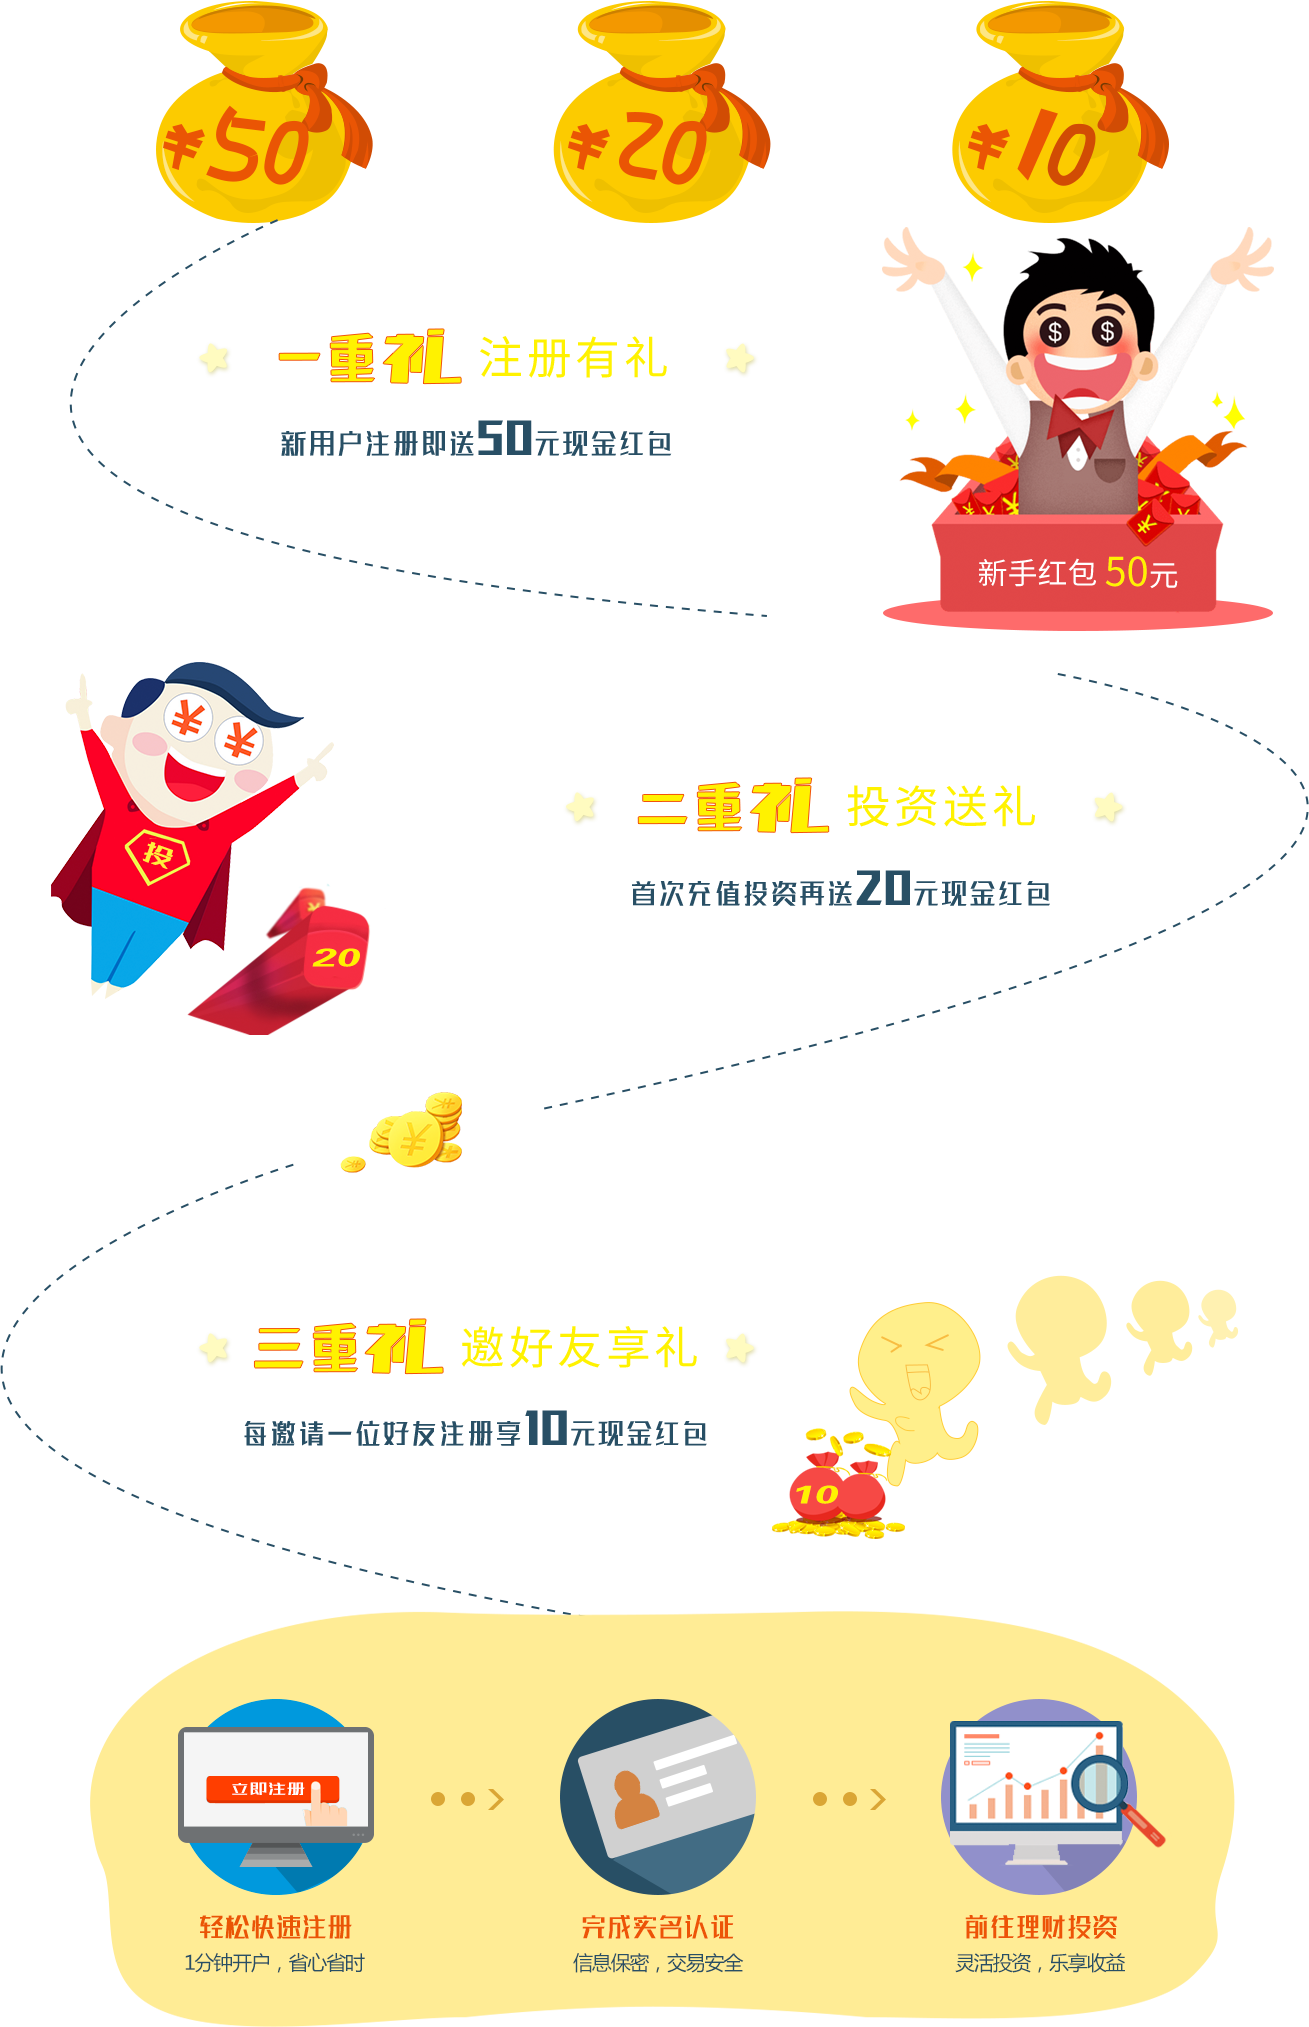 ¥50
¥20
¥10
一重礼 注册有礼
新用户注册即送50元现金红包
新手红包 50元
投
20
二重礼 投资送礼
首次充值投资再送20元现金红包
三重礼 邀好友享礼
每邀请一位好友注册享10元现金红包
10
立即注册
轻松快速注册
1分钟开户，省心省时
完成实名认证
信息保密，交易安全
前往理财投资
灵活投资，乐享收益